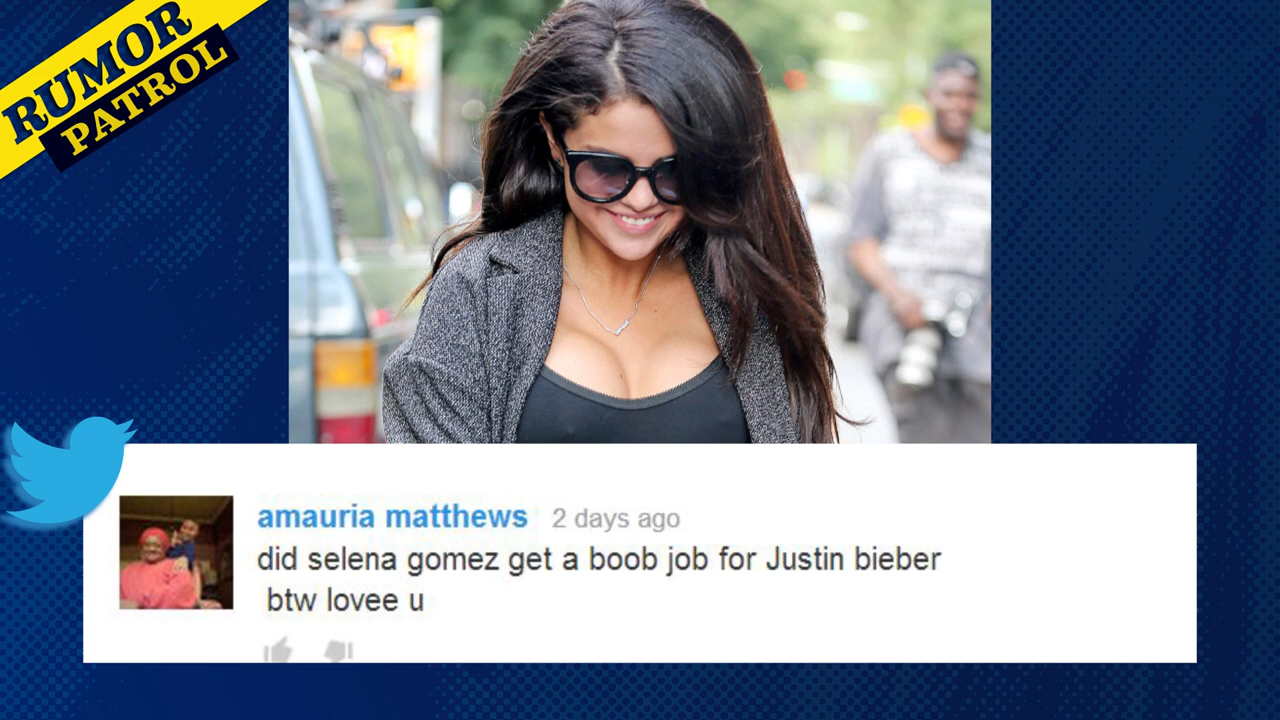 RUMOR
PATROL
amauria matthews 2 days ago
did selena gomez get a boob job for Justin bieber
btw lovee u